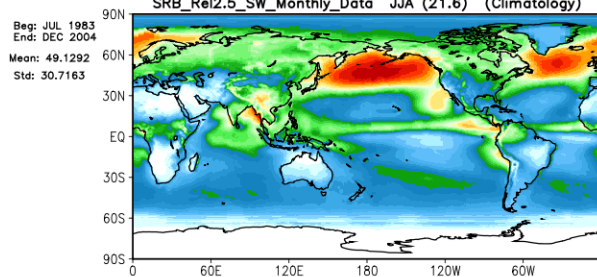 SRB_Rel2.5_SW_Monthly_Data JJA (21.6) (Climatology)
Beg: JUL 1983
End: DEC 2004
Mean: 49.1292
Std: 30.7163
90N
60N
30N
EQ
30S
60S
90S
0 60E 120E 180 120W 60W